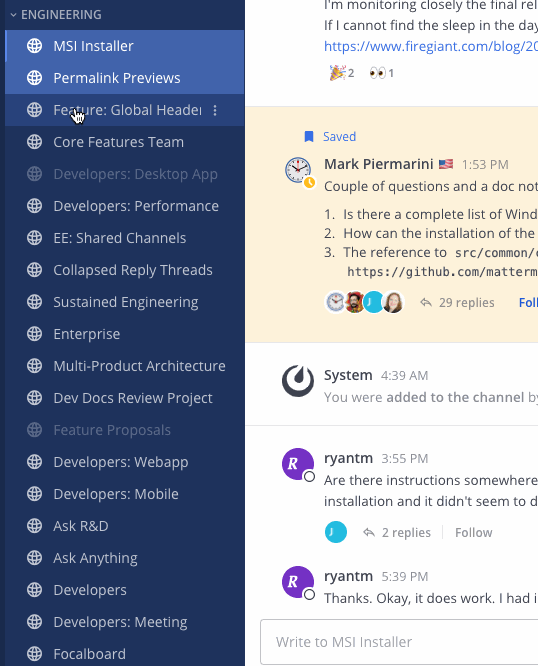 ENGINEERING
MSI Installer
Permalink Previews
Feature: Global Header
Core Features Team
Developers: Desktop App
Developers: Performance
EE: Shared Channels
Collapsed Reply Threads
Sustained Engineering
Enterprise
Multi-Product Architecture
Dev Docs Review Project
Feature Proposals
Developers: Webapp
Developers: Mobile
Ask R&D
Ask Anything
Developers
Developers: Meeting
Focalboard
I'm monitoring closely the final rel
If I cannot find the sleep in the day
https://www.firegiant.com/blog/20
2 1
Saved
Mark Piermarini 1:53 PM
Couple of questions and a doc not
1. Is there a complete list of Wind
2. How can the installation of the
3. The reference to src/common/c
https://github.com/matterm
J 29 replies Foll
System 4:39 AM
You were added to the channel by
R ryantm 3:55 PM
Are there instructions somewhere
installation and it didn't seem to d
J 2 replies Follow
R ryantm 5:39 PM
Thanks. Okay, it does work. I had i
Write to MSI Installer